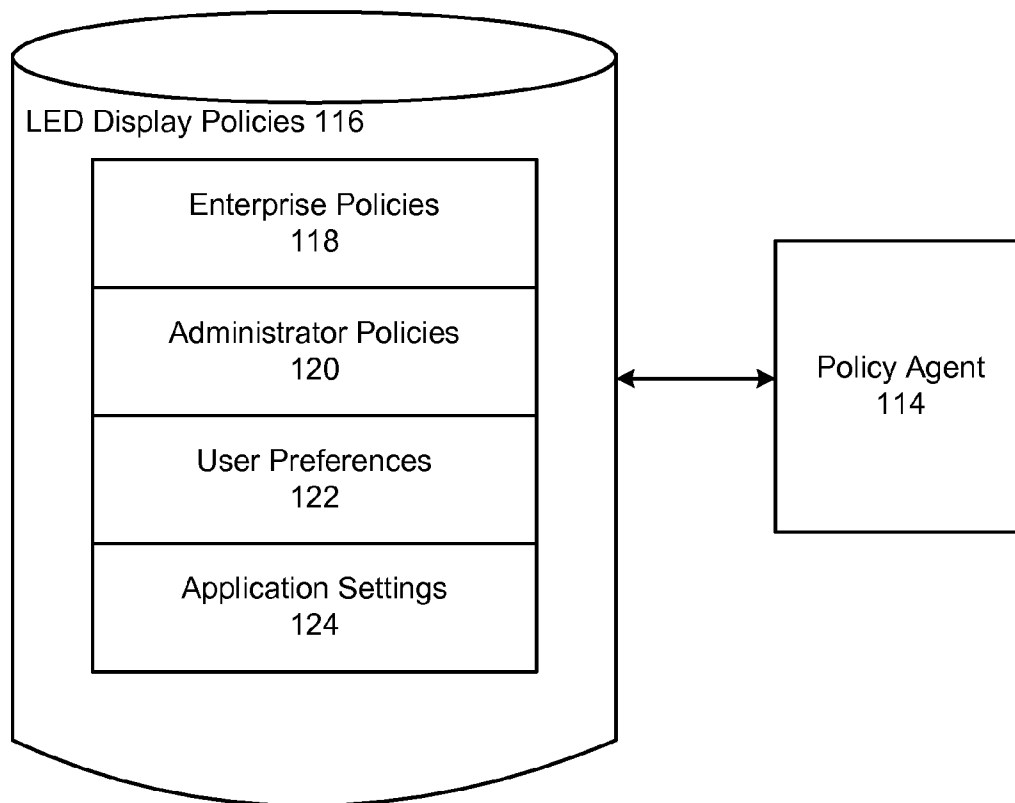 LED Display Policies 116
Enterprise Policies
118
Administrator Policies
120
User Preferences
122
Application Settings
124
Policy Agent
114